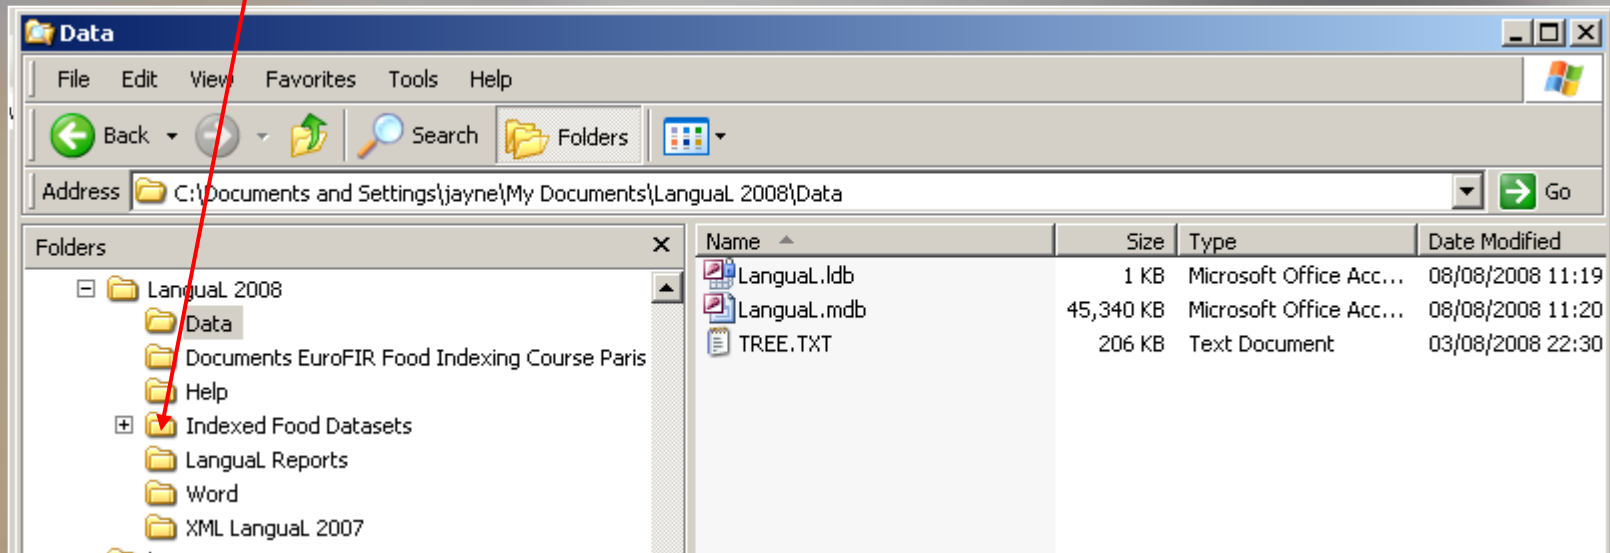 Data
File Edit View Favorites Tools Help
Back Search Folders
Address C:\Documents and Settings\jayne\My Documents\LanguaL 2008\Data Go
Folders
Name Size Type Date Modified
LanguaL 2008
Data
Documents EuroFIR Food Indexing Course Paris
Help
Indexed Food Datasets
LanguaL Reports
Word
XML LanguaL 2007
LanguaL.ldb 1 KB Microsoft Office Acc... 08/08/2008 11:19
LanguaL.mdb 45,340 KB Microsoft Office Acc... 08/08/2008 11:20
TREE.TXT 206 KB Text Document 03/08/2008 22:30